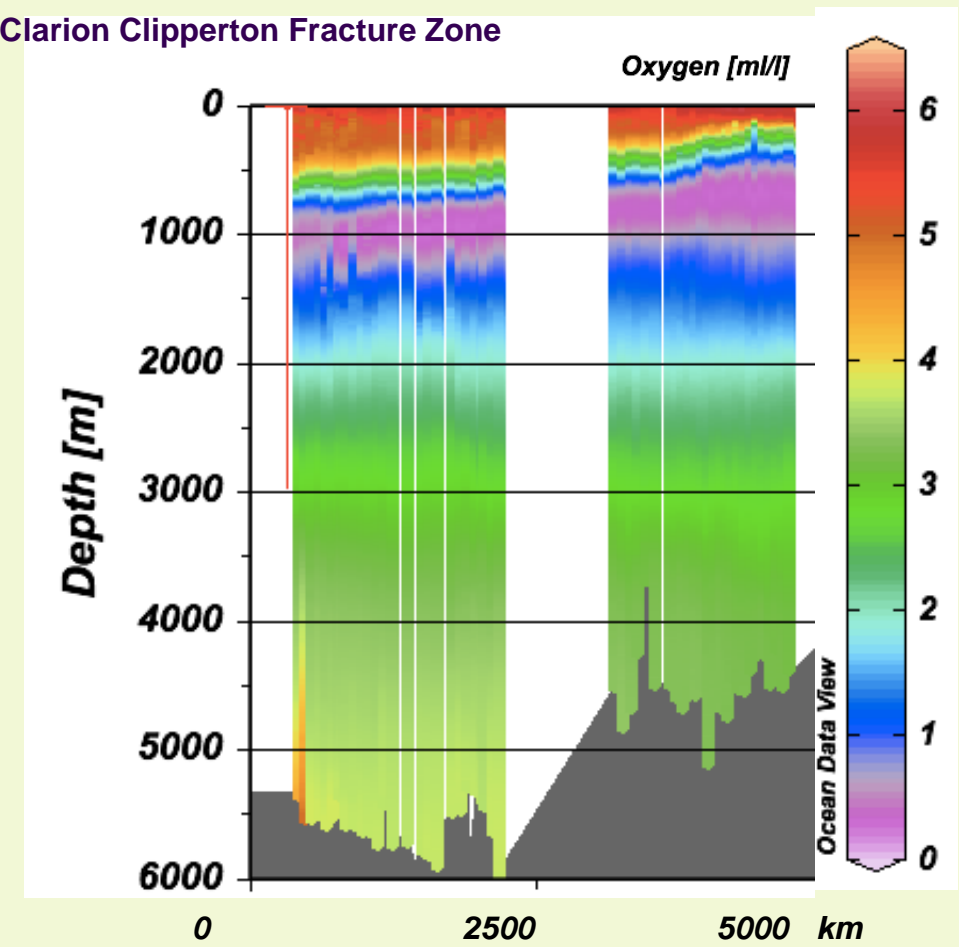 Clarion Clipperton Fracture Zone
Oxygen [ml/l]
0
1000
2000
3000
4000
5000
6000
Depth [m]
6
5
4
3
2
1
0
Ocean Data View
0 2500 5000 km